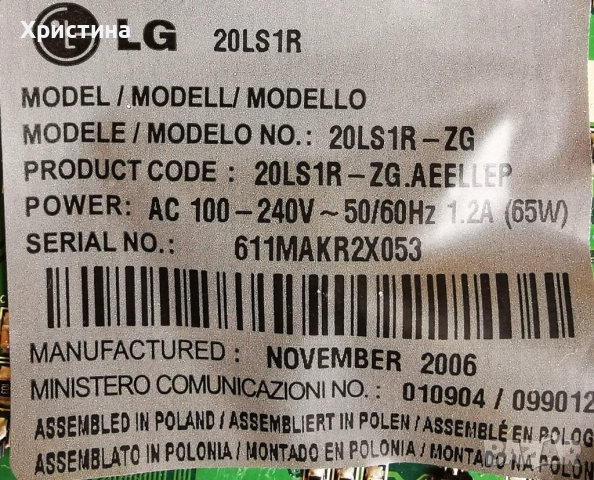 Христина
LG 20LS1R
MODEL / MODELL/ MODELLO
MODELE / MODELO NO.: 20LS1R-ZG
PRODUCT CODE : 20LS1R-ZG.AEELLEP
POWER: AC 100-240V ~ 50/60Hz 1.2A (65W)
SERIAL NO.: 611MAKR2X053
MANUFACTURED : NOVEMBER 2006
MINISTERO COMUNICAZIONI NO. : 010904 / 099012
ASSEMBLED IN POLAND / ASSEMBLIERT IN POLEN / ASSEMBLÉ EN POLOG
ASSEMBLATO IN POLONIA / MONTADO EN POLONIA / MONTADO NA POLÓN